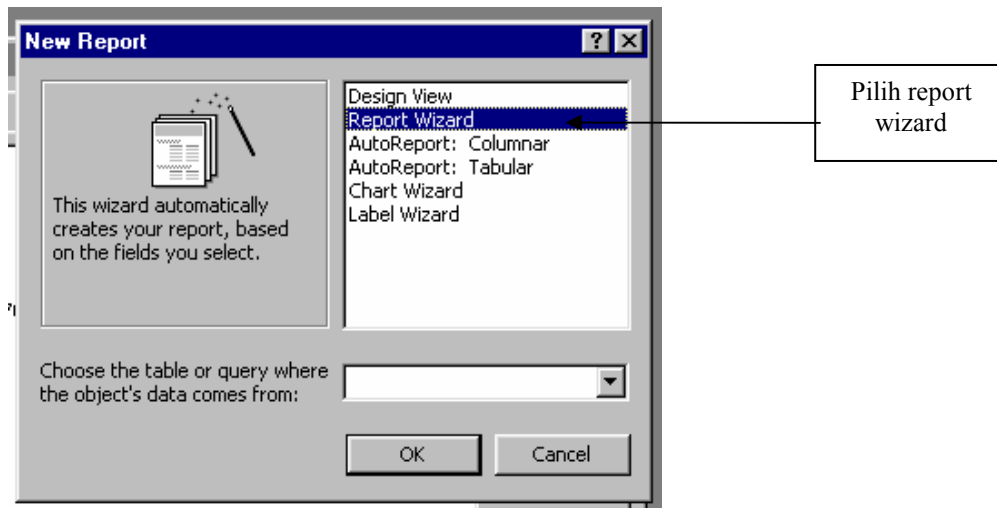 New Report
Design View
Report Wizard
AutoReport: Columnar
AutoReport: Tabular
Chart Wizard
Label Wizard
This wizard automatically
creates your report, based
on the fields you select.
Choose the table or query where
the object's data comes from:
OK
Cancel
Pilih report
wizard